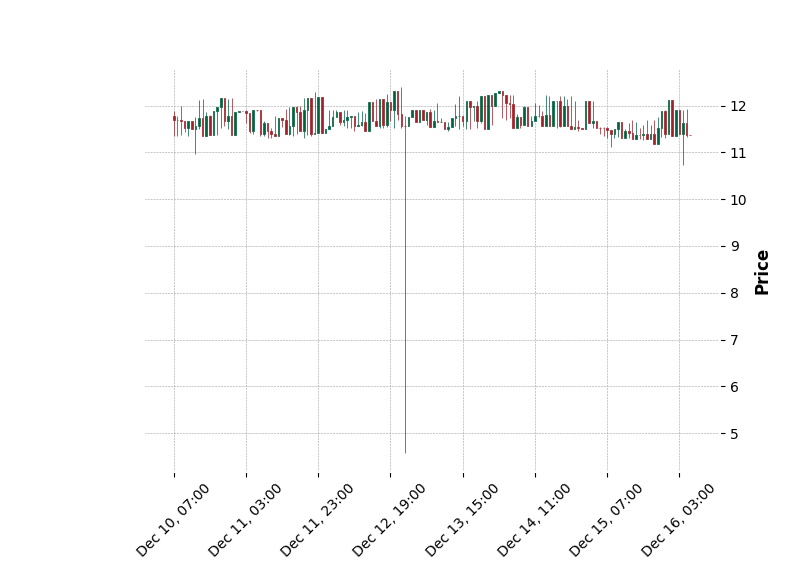 12
11
10
9
8
7
6
5
Price
Dec 10, 07:00
Dec 11, 03:00
Dec 11, 23:00
Dec 12, 19:00
Dec 13, 15:00
Dec 14, 11:00
Dec 15, 07:00
Dec 16, 03:00